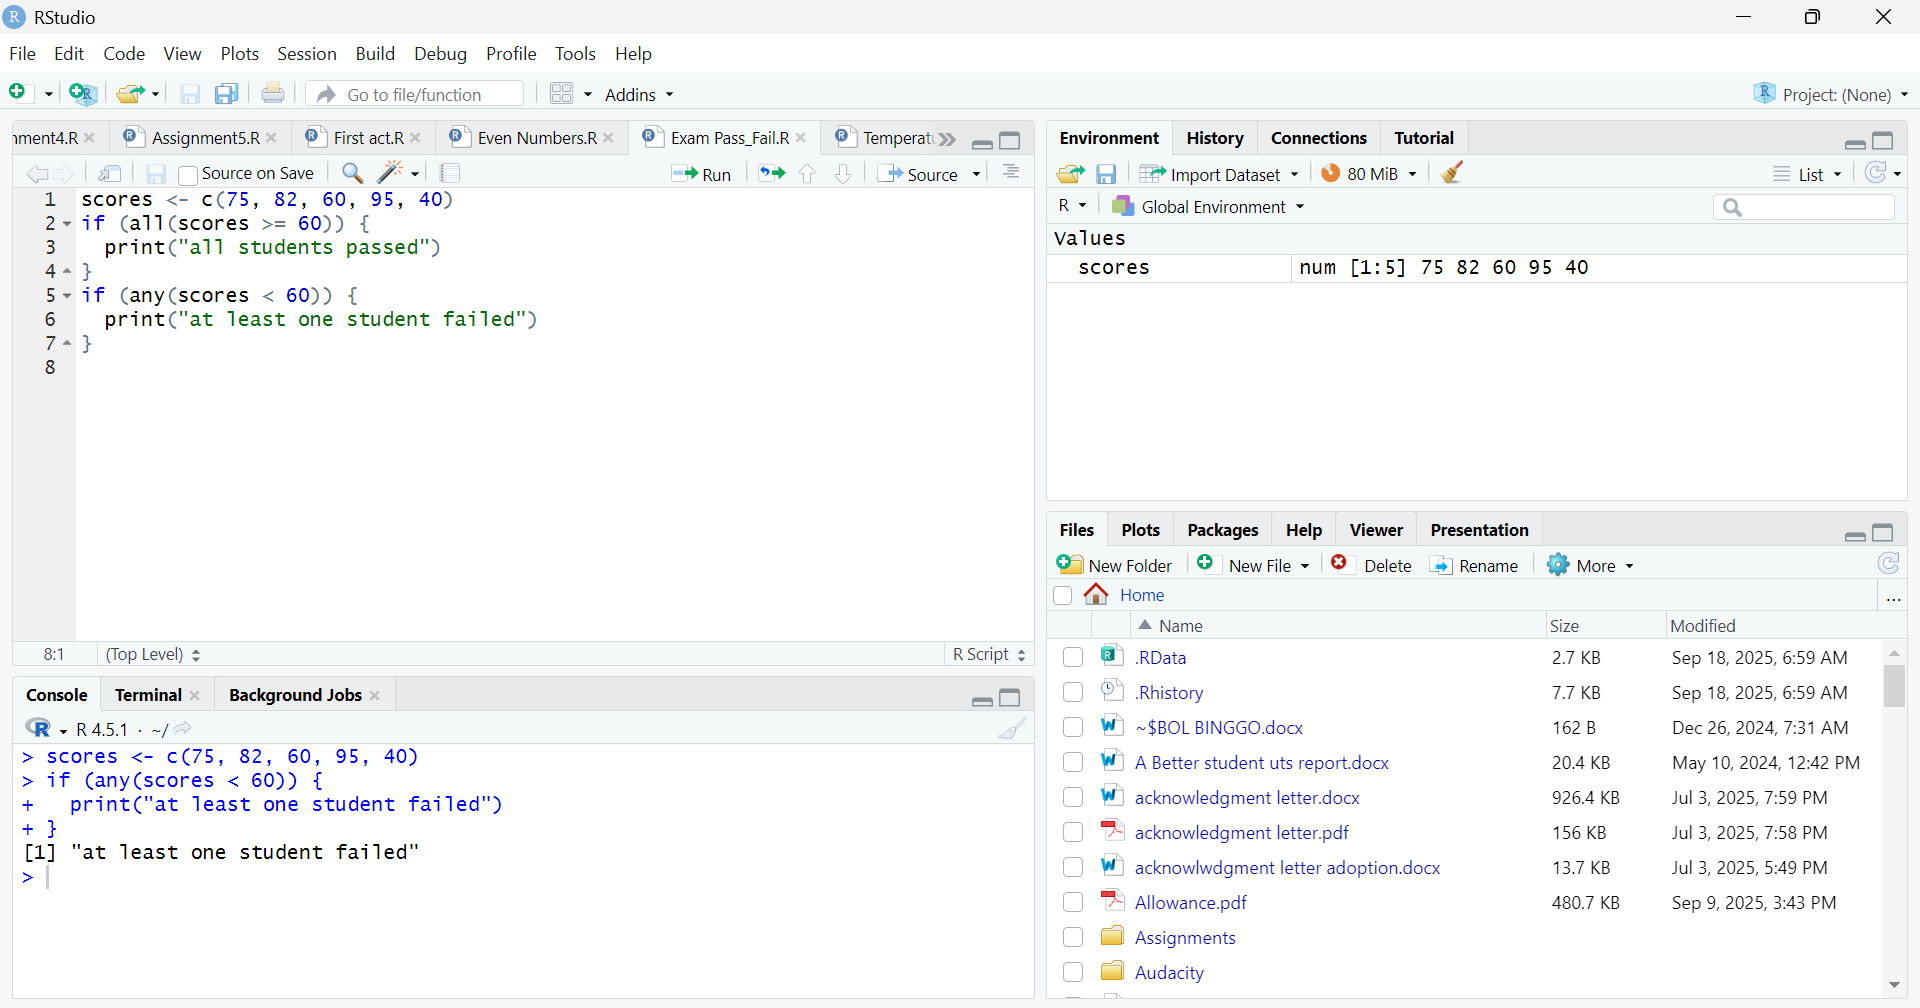 RStudio
File Edit Code View Plots Session Build Debug Profile Tools Help
Go to file/function Addins Project: (None)
nment4.R Assignment5.R First act.R Even Numbers.R Exam Pass_Fail.R Temperatu
Source on Save Run Source
1 scores <- c(75, 82, 60, 95, 40)
2 if (all(scores >= 60)) {
3   print("all students passed")
4 }
5 if (any(scores < 60)) {
6   print("at least one student failed")
7 }
8
8:1 (Top Level) R Script
Console Terminal Background Jobs
R 4.5.1 · ~/
> scores <- c(75, 82, 60, 95, 40)
> if (any(scores < 60)) {
+   print("at least one student failed")
+ }
[1] "at least one student failed"
>
Environment History Connections Tutorial
Import Dataset 80 MiB List
R Global Environment
Values
scores num [1:5] 75 82 60 95 40
Files Plots Packages Help Viewer Presentation
New Folder New File Delete Rename More
Home ...
Name Size Modified
.RData 2.7 KB Sep 18, 2025, 6:59 AM
.Rhistory 7.7 KB Sep 18, 2025, 6:59 AM
~$BOL BINGGO.docx 162 B Dec 26, 2024, 7:31 AM
A Better student uts report.docx 20.4 KB May 10, 2024, 12:42 PM
acknowledgment letter.docx 926.4 KB Jul 3, 2025, 7:59 PM
acknowledgment letter.pdf 156 KB Jul 3, 2025, 7:58 PM
acknowlwdgment letter adoption.docx 13.7 KB Jul 3, 2025, 5:49 PM
Allowance.pdf 480.7 KB Sep 9, 2025, 3:43 PM
Assignments
Audacity